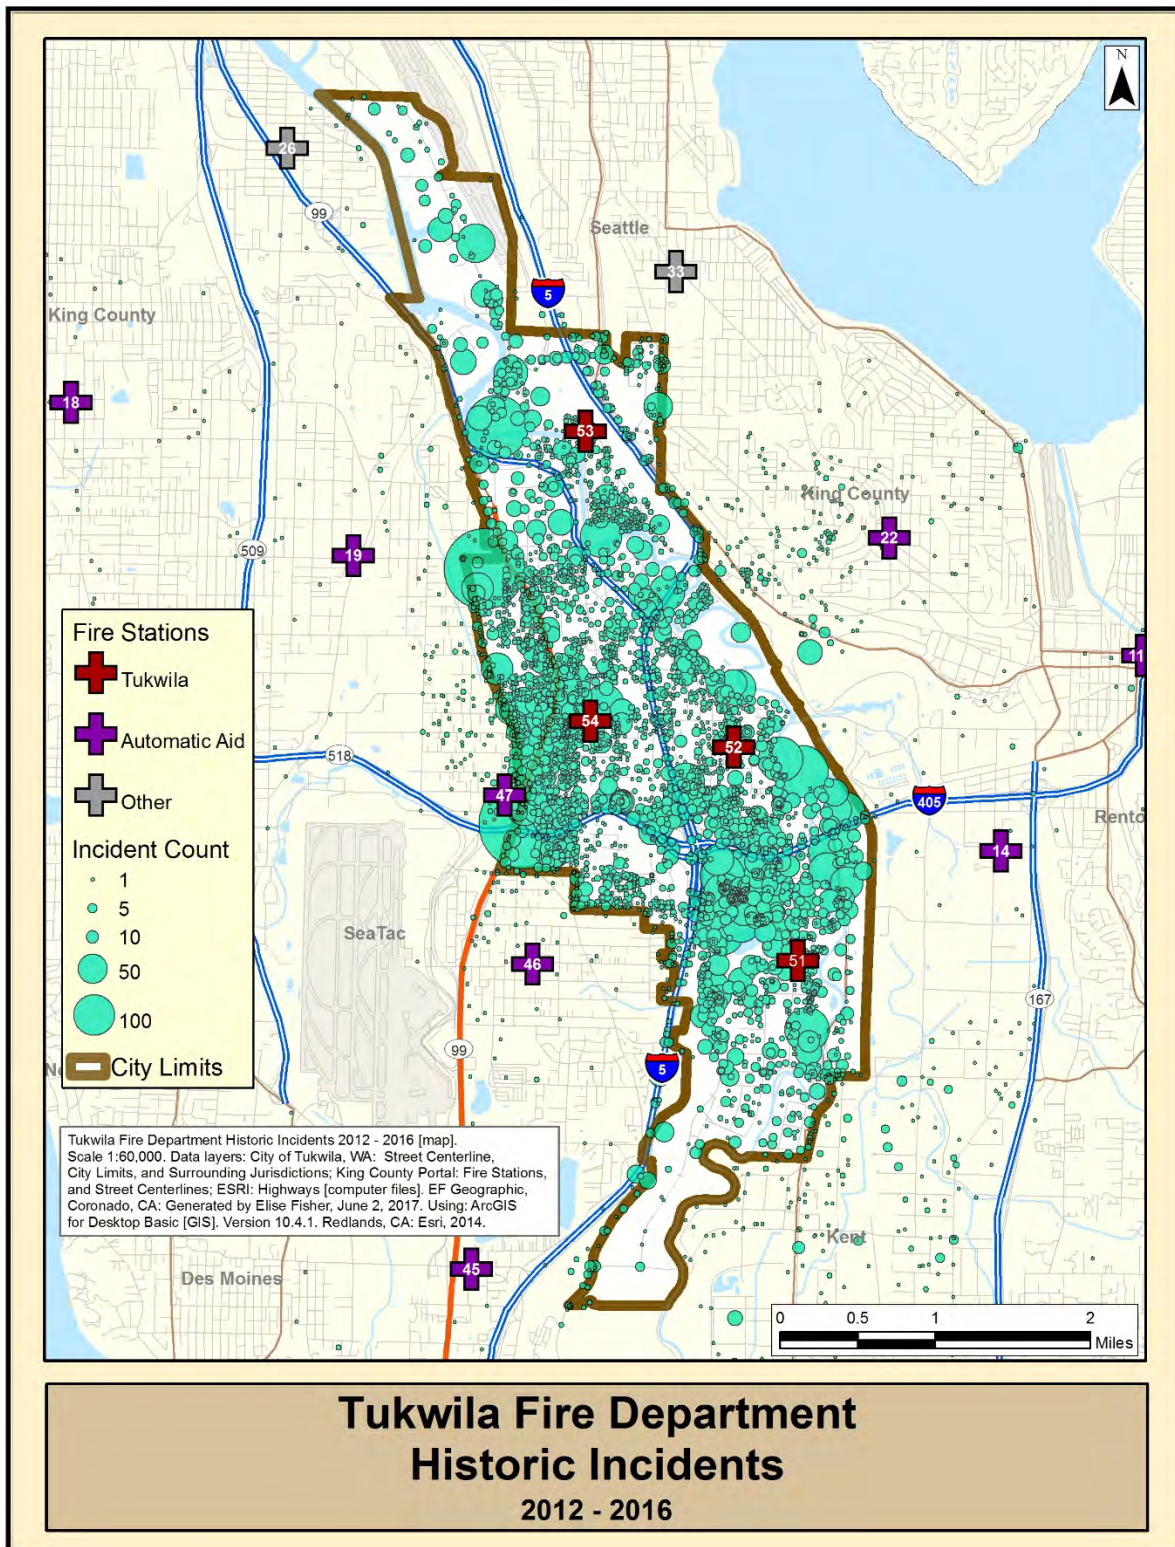 N
26
99
Seattle
33
5
King County
18
53
King County
22
19
509
Fire Stations
Tukwila
Automatic Aid
Other
Incident Count
1
5
10
50
100
City Limits
11
54
52
518
47
405
Rento
14
SeaTac
46
51
167
99
5
Tukwila Fire Department Historic Incidents 2012 - 2016 [map].
Scale 1:60,000. Data layers: City of Tukwila, WA: Street Centerline,
City Limits, and Surrounding Jurisdictions; King County Portal: Fire Stations,
and Street Centerlines; ESRI: Highways [computer files]. EF Geographic,
Coronado, CA: Generated by Elise Fisher, June 2, 2017. Using: ArcGIS
for Desktop Basic [GIS]. Version 10.4.1. Redlands, CA: Esri, 2014.
Kent
45
Des Moines
0 0.5 1 2
Miles
Tukwila Fire Department
Historic Incidents
2012 - 2016